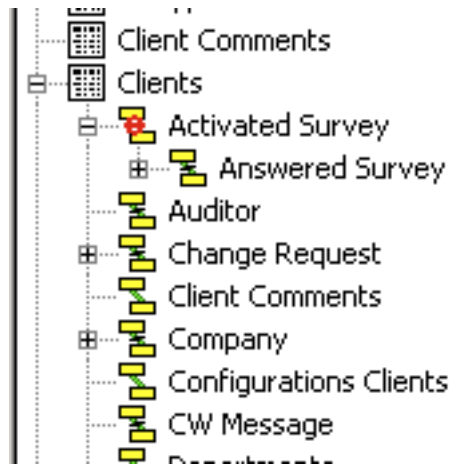 Client Comments
Clients
Activated Survey
Answered Survey
Auditor
Change Request
Client Comments
Company
Configurations Clients
CW Message